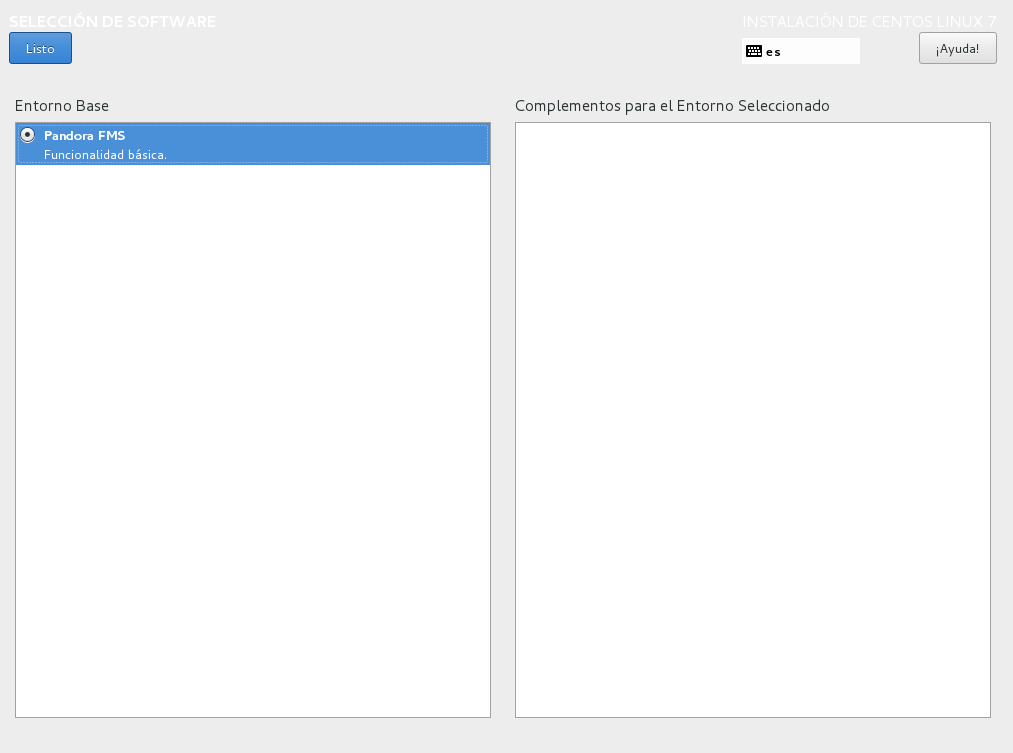 SELECCIÓN DE SOFTWARE
INSTALACIÓN DE CENTOS LINUX 7
Listo
es
¡Ayuda!
Entorno Base
Complementos para el Entorno Seleccionado
Pandora FMS
Funcionalidad básica.